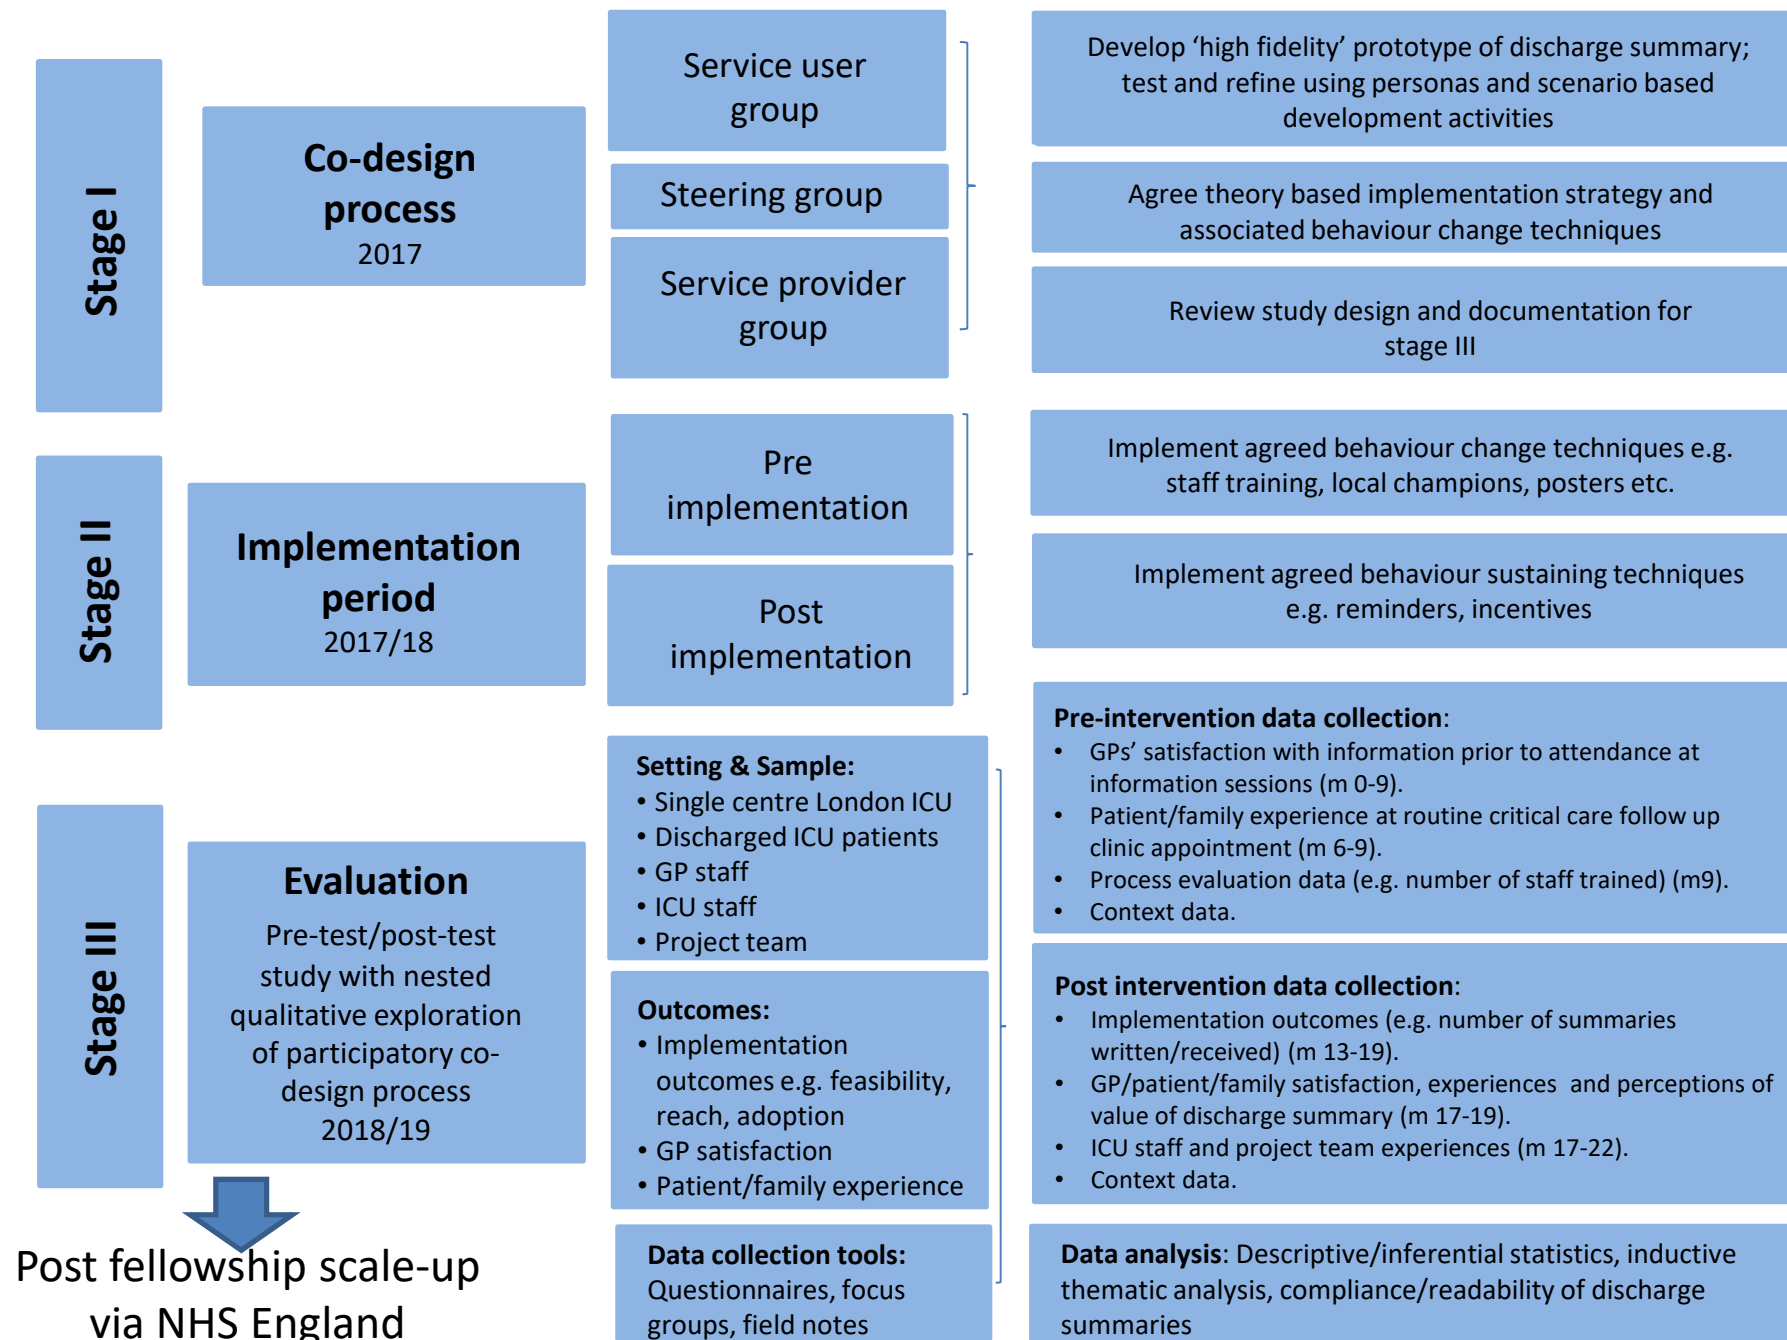 Stage I
Co-design
process
2017
Service user
group
Steering group
Service provider
group
Develop ‘high fidelity’ prototype of discharge summary;
test and refine using personas and scenario based
development activities
Agree theory based implementation strategy and
associated behaviour change techniques
Review study design and documentation for
stage III
Stage II
Implementation
period
2017/18
Pre
implementation
Post
implementation
Implement agreed behaviour change techniques e.g.
staff training, local champions, posters etc.
Implement agreed behaviour sustaining techniques
e.g. reminders, incentives
Stage III
Evaluation
Pre-test/post-test
study with nested
qualitative exploration
of participatory co-
design process
2018/19
Setting & Sample:
• Single centre London ICU
• Discharged ICU patients
• GP staff
• ICU staff
• Project team
Outcomes:
• Implementation
outcomes e.g. feasibility,
reach, adoption
• GP satisfaction
• Patient/family experience
Data collection tools:
Questionnaires, focus
groups, field notes
Pre-intervention data collection:
• GPs’ satisfaction with information prior to attendance at
information sessions (m 0-9).
• Patient/family experience at routine critical care follow up
clinic appointment (m 6-9).
• Process evaluation data (e.g. number of staff trained) (m9).
• Context data.
Post intervention data collection:
• Implementation outcomes (e.g. number of summaries
written/received) (m 13-19).
• GP/patient/family satisfaction, experiences and perceptions of
value of discharge summary (m 17-19).
• ICU staff and project team experiences (m 17-22).
• Context data.
Data analysis: Descriptive/inferential statistics, inductive
thematic analysis, compliance/readability of discharge
summaries
Post fellowship scale-up
via NHS England